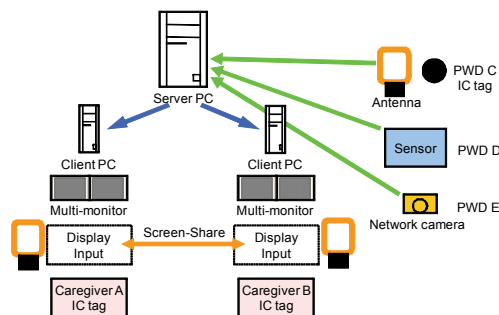 Server PC
Antenna
PWD C
IC tag
Sensor
PWD D
PWD E
Network camera
Client PC
Client PC
Multi-monitor
Multi-monitor
Display
Input
Screen-Share
Display
Input
Caregiver A
IC tag
Caregiver B
IC tag